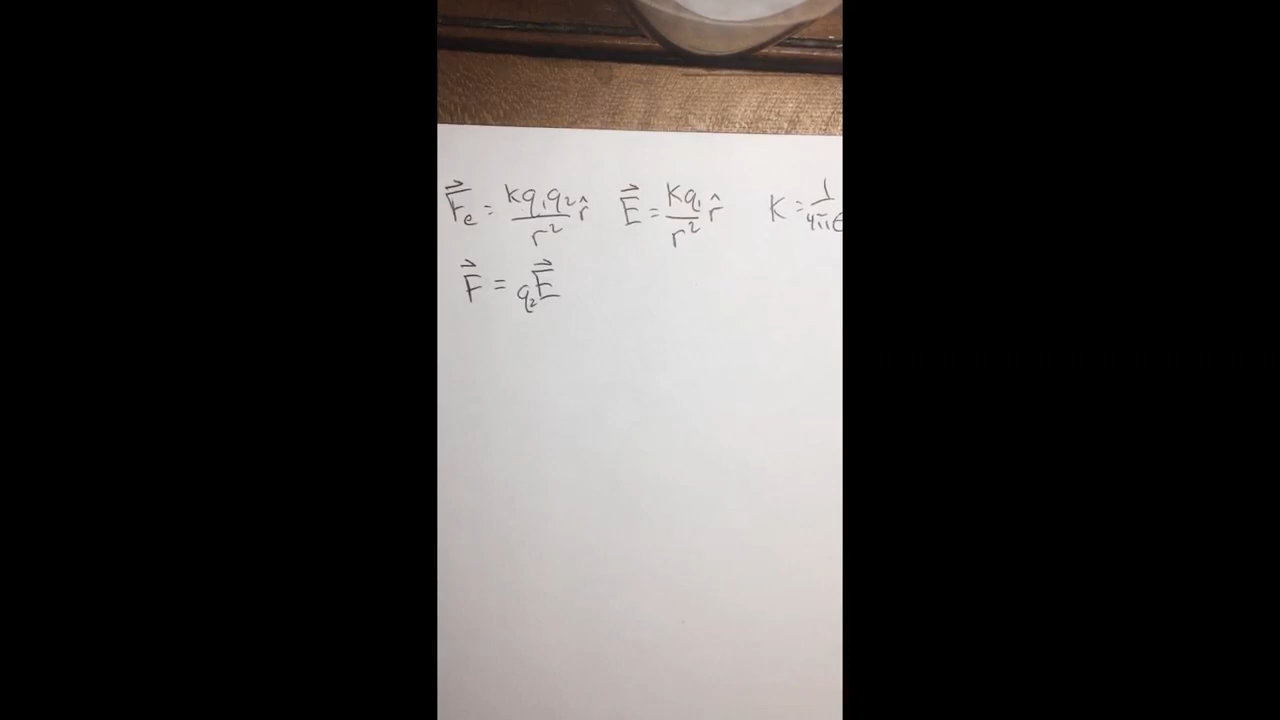 F⃗e = kq₁q₂/r² r̂   E⃗ = kq₁/r² r̂   K = 1/4πϵ
F⃗ = q₂E⃗